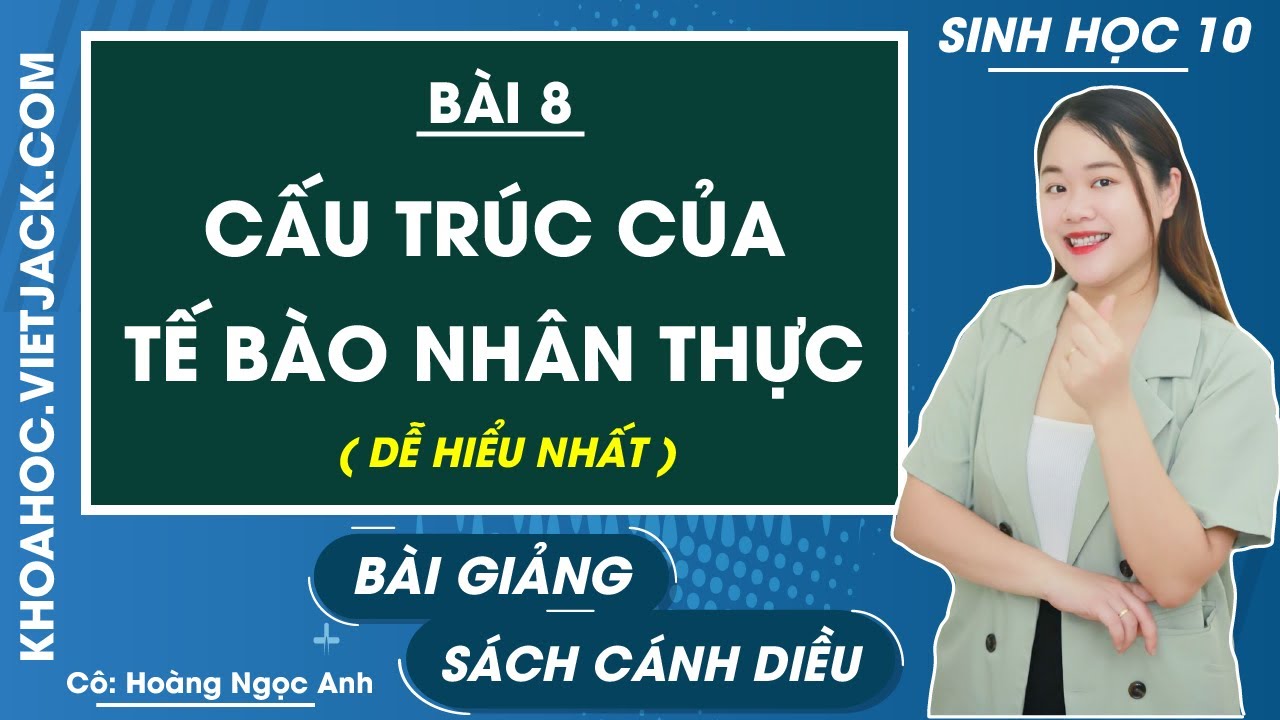 SINH HỌC 10
BÀI 8
CẤU TRÚC CỦA
TẾ BÀO NHÂN THỰC
( DỄ HIỂU NHẤT )
BÀI GIẢNG
SÁCH CÁNH DIỀU
Cô: Hoàng Ngọc Anh
KHOAHOC.VIETJACK.COM